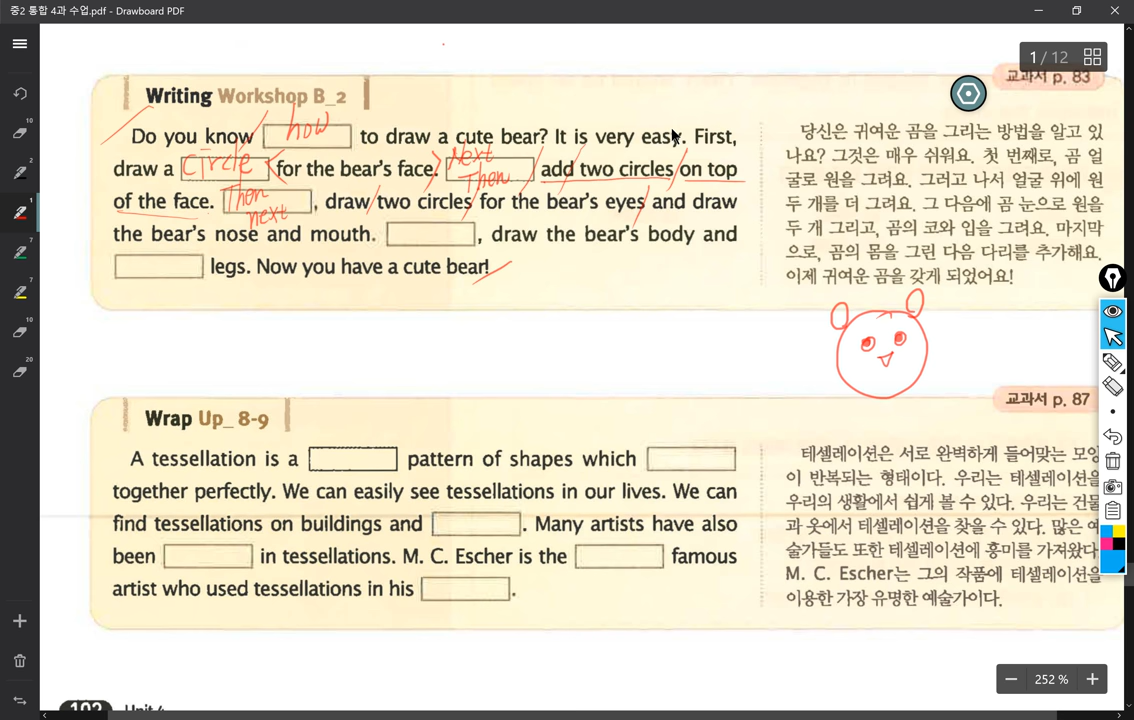 중2 통합 4과 수업.pdf - Drawboard PDF
1 / 12
교과서 p. 83
Writing Workshop B_2
Do you know how to draw a cute bear? It is very easy. First,
draw a circle for the bear's face. Next Then add two circles on top
of the face. Then next, draw two circles for the bear's eyes and draw
the bear's nose and mouth. , draw the bear's body and
legs. Now you have a cute bear!
당신은 귀여운 곰을 그리는 방법을 알고 있
나요? 그것은 매우 쉬워요. 첫 번째로, 곰 얼
굴로 원을 그려요. 그러고 나서 얼굴 위에 원
두 개를 더 그려요. 그 다음에 곰 눈으로 원을
두 개 그리고, 곰의 코와 입을 그려요. 마지막
으로, 곰의 몸을 그린 다음 다리를 추가해요.
이제 귀여운 곰을 갖게 되었어요!
교과서 p. 87
Wrap Up_ 8-9
A tessellation is a pattern of shapes which
together perfectly. We can easily see tessellations in our lives. We can
find tessellations on buildings and . Many artists have also
been in tessellations. M. C. Escher is the famous
artist who used tessellations in his .
테셀레이션은 서로 완벽하게 들어맞는 모양
이 반복되는 형태이다. 우리는 테셀레이션을
우리의 생활에서 쉽게 볼 수 있다. 우리는 건물
과 옷에서 테셀레이션을 찾을 수 있다. 많은 예
술가들도 또한 테셀레이션에 흥미를 가져왔다.
M. C. Escher는 그의 작품에 테셀레이션을
이용한 가장 유명한 예술가이다.
252 %
102 Unit 4
10
2
1
7
7
10
20